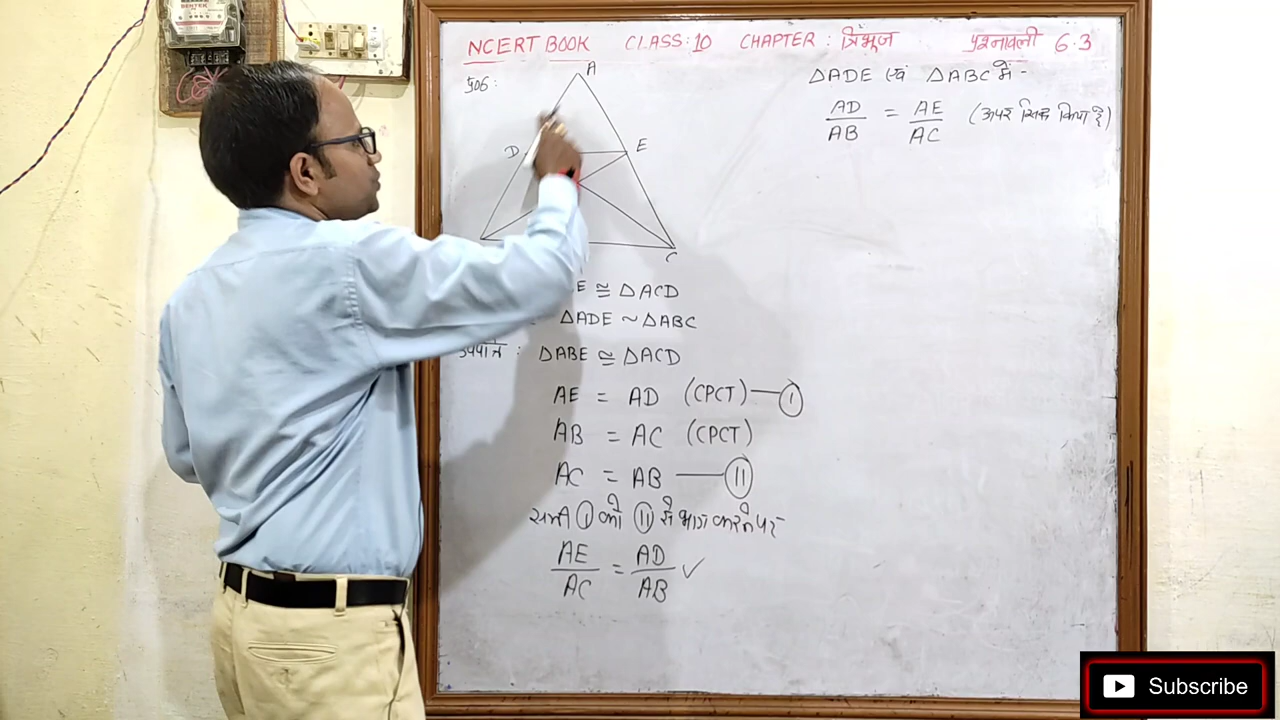 NCERT BOOK CLASS: 10 CHAPTER : त्रिभुज प्रश्नावली 6.3
प्र06:
A
D
E
C
E ≅ ΔACD
ΔADE ~ ΔABC
: ΔABE ≅ ΔACD
AE = AD (CPCT) — I
AB = AC (CPCT)
AC = AB — II
समी I को II से भाग करने पर
AE/AC = AD/AB ✓
ΔADE एवं ΔABC में -
AD/AB = AE/AC (ऊपर सिद्ध किया है)
Subscribe